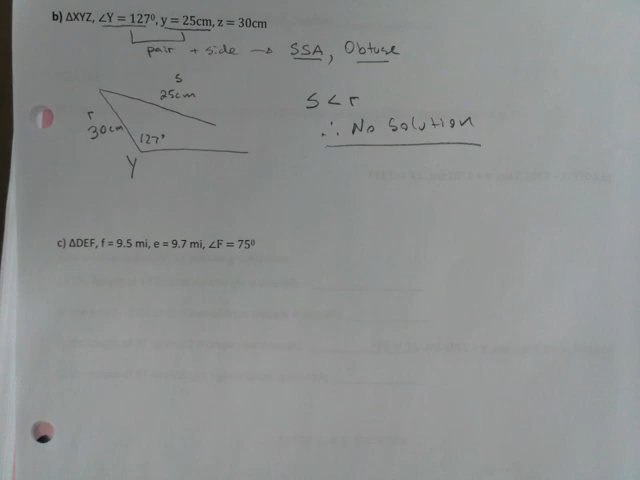 b) ΔXYZ, ∠Y = 127⁰, y = 25cm, z = 30cm
pair + side → SSA, Obtuse
s
25cm
r
30cm
127°
Y
s < r
∴ No Solution
c) ΔDEF, f = 9.5 mi, e = 9.7 mi, ∠F = 75⁰